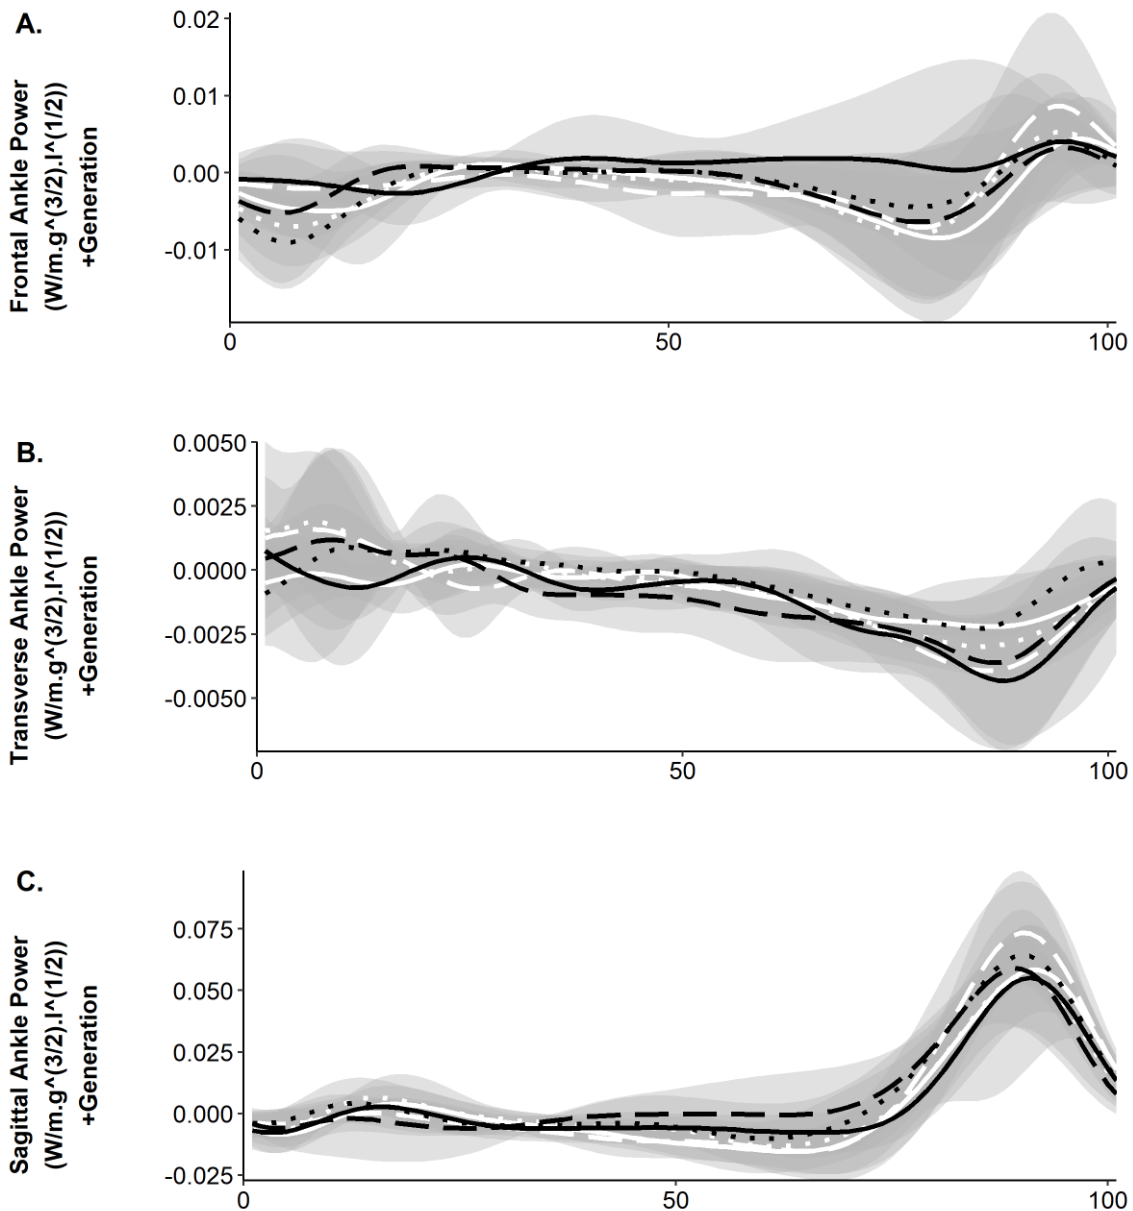 A.
Frontal Ankle Power
(W/m.g^(3/2).l^(1/2))
+Generation
0.02
0.01
0.00
-0.01
0
50
100
B.
Transverse Ankle Power
(W/m.g^(3/2).l^(1/2))
+Generation
0.0050
0.0025
0.0000
-0.0025
-0.0050
0
50
100
C.
Sagittal Ankle Power
(W/m.g^(3/2).l^(1/2))
+Generation
0.075
0.050
0.025
0.000
-0.025
0
50
100